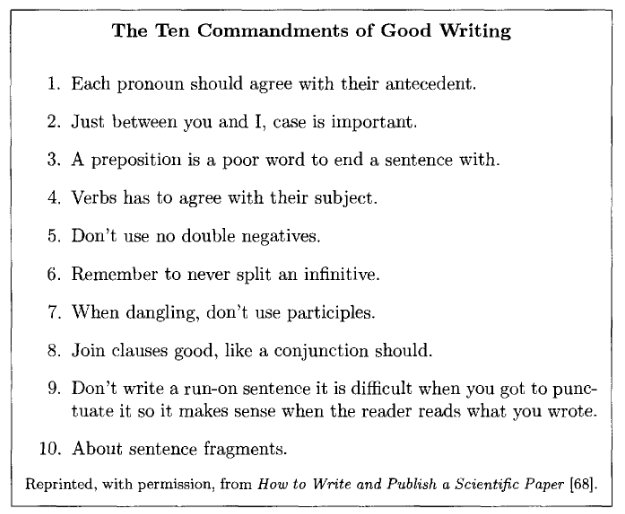 The Ten Commandments of Good Writing
1. Each pronoun should agree with their antecedent.
2. Just between you and I, case is important.
3. A preposition is a poor word to end a sentence with.
4. Verbs has to agree with their subject.
5. Don't use no double negatives.
6. Remember to never split an infinitive.
7. When dangling, don't use participles.
8. Join clauses good, like a conjunction should.
9. Don't write a run-on sentence it is difficult when you got to punc-
tuate it so it makes sense when the reader reads what you wrote.
10. About sentence fragments.
Reprinted, with permission, from How to Write and Publish a Scientific Paper [68].